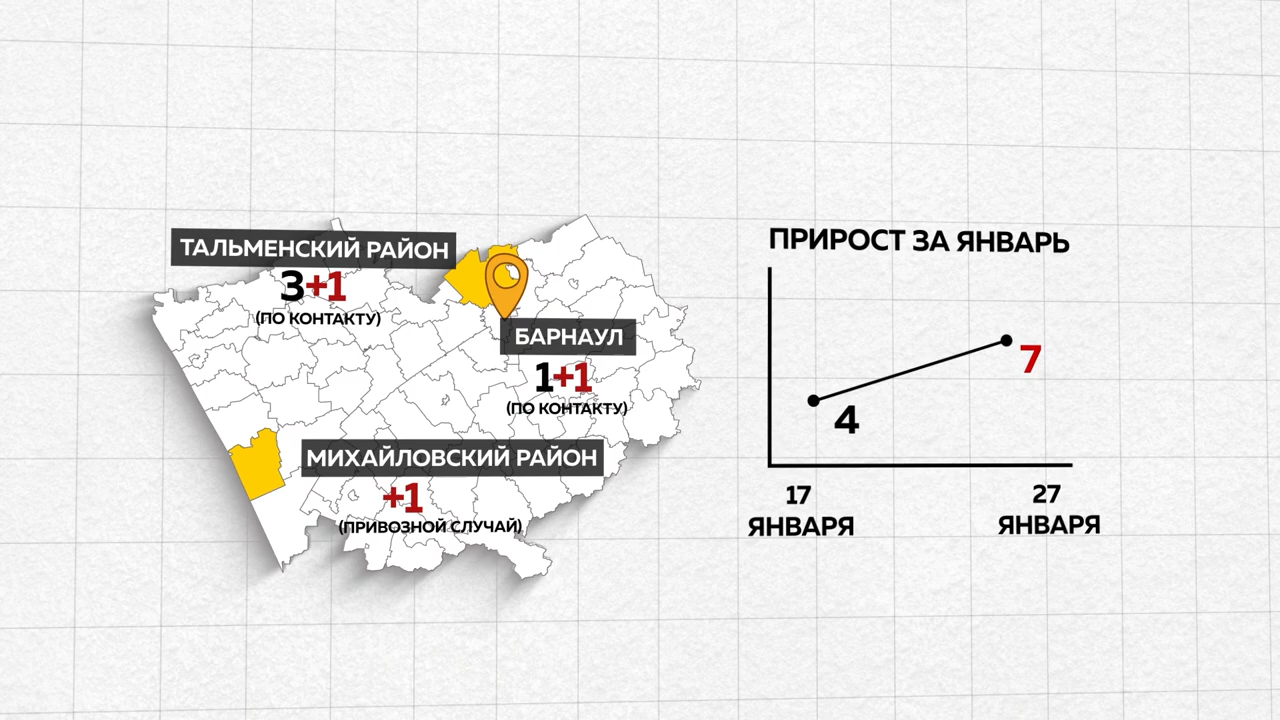 ТАЛЬМЕНСКИЙ РАЙОН
3+1
(ПО КОНТАКТУ)
БАРНАУЛ
1+1
(ПО КОНТАКТУ)
МИХАЙЛОВСКИЙ РАЙОН
+1
(ПРИВОЗНОЙ СЛУЧАЙ)
ПРИРОСТ ЗА ЯНВАРЬ
4
7
17
ЯНВАРЯ
27
ЯНВАРЯ